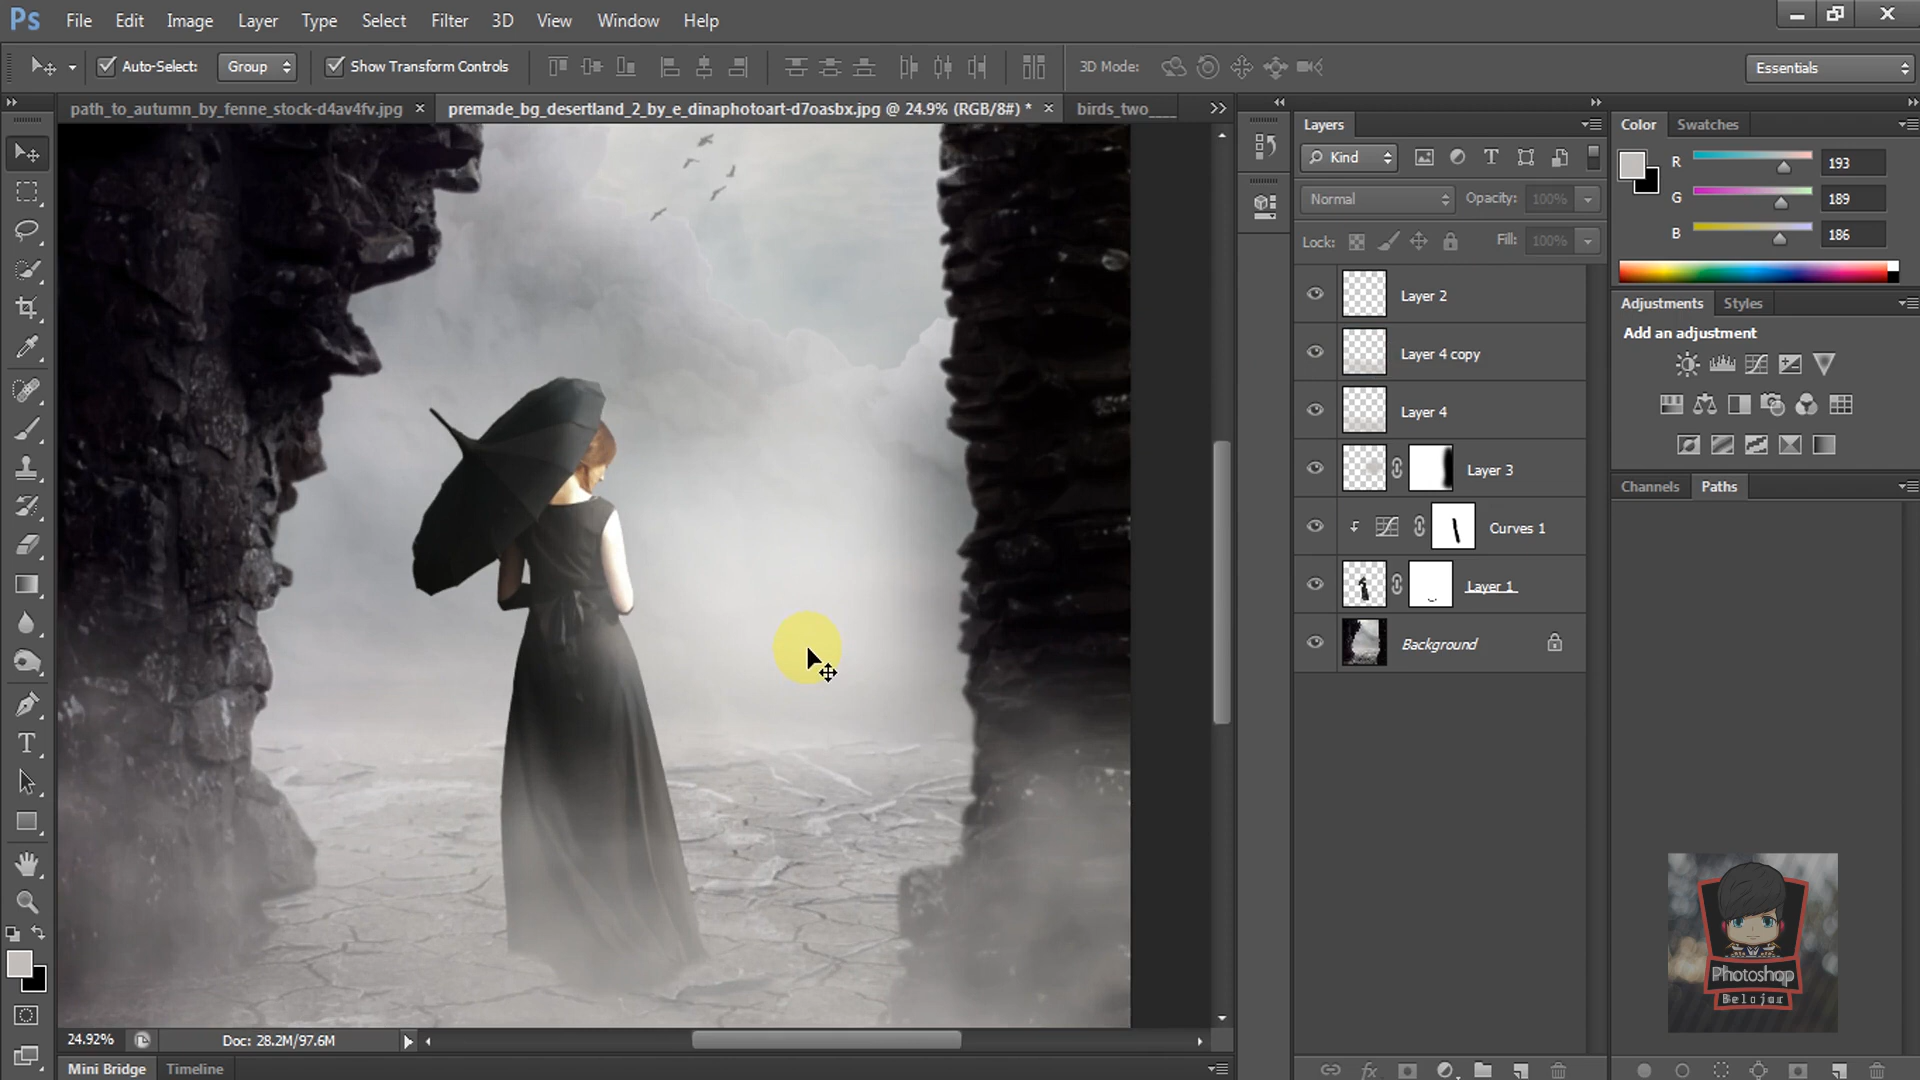 Ps File Edit Image Layer Type Select Filter 3D View Window Help
Auto-Select: Group Show Transform Controls 3D Mode: Essentials
path_to_autumn_by_fenne_stock-d4av4fv.jpg × premade_bg_desertland_2_by_e_dinaphotoart-d7oasbx.jpg @ 24.9% (RGB/8#) * × birds_two____
Layers
Kind
Normal Opacity: 100%
Lock: Fill: 100%
Layer 2
Layer 4 copy
Layer 4
Layer 3
Curves 1
Layer 1
Background
Color Swatches
R 193
G 189
B 186
Adjustments Styles
Add an adjustment
Channels Paths
Photoshop
Belajar
24.92% Doc: 28.2M/97.6M
Mini Bridge Timeline